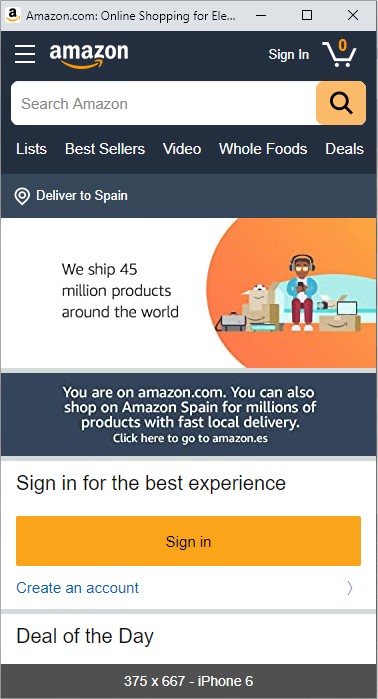 Amazon.com: Online Shopping for Ele...
amazon
Sign In
0
Search Amazon
Lists Best Sellers Video Whole Foods Deals
Deliver to Spain
We ship 45
million products
around the world
You are on amazon.com. You can also
shop on Amazon Spain for millions of
products with fast local delivery.
Click here to go to amazon.es
Sign in for the best experience
Sign in
Create an account
Deal of the Day
375 x 667 - iPhone 6